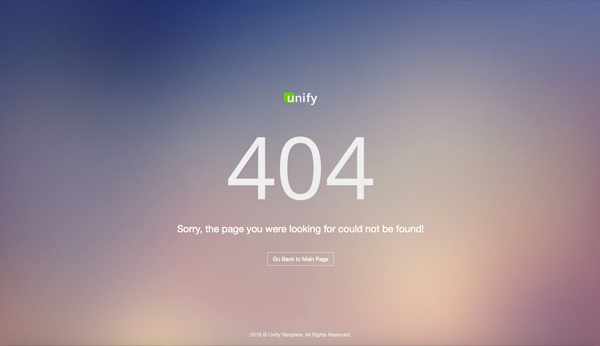 unify
404
Sorry, the page you were looking for could not be found!
Go Back to Main Page
2016 © Unify Template. All Rights Reserved.